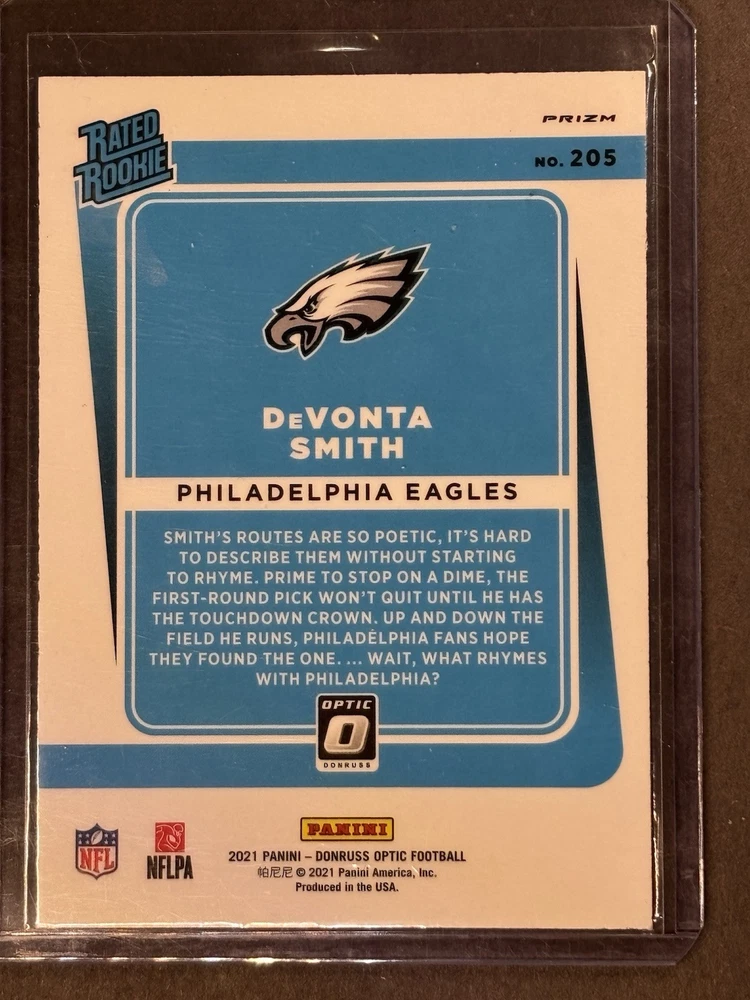 RATED
ROOKIE
PRIZM
NO. 205
DeVONTA
SMITH
PHILADELPHIA EAGLES
SMITH'S ROUTES ARE SO POETIC, IT'S HARD
TO DESCRIBE THEM WITHOUT STARTING
TO RHYME. PRIME TO STOP ON A DIME, THE
FIRST-ROUND PICK WON'T QUIT UNTIL HE HAS
THE TOUCHDOWN CROWN. UP AND DOWN THE
FIELD HE RUNS, PHILADELPHIA FANS HOPE
THEY FOUND THE ONE. ... WAIT, WHAT RHYMES
WITH PHILADELPHIA?
OPTIC
O
DONRUSS
PANINI
NFL
NFLPA
2021 PANINI – DONRUSS OPTIC FOOTBALL
帕尼尼 © 2021 Panini America, Inc.
Produced in the USA.